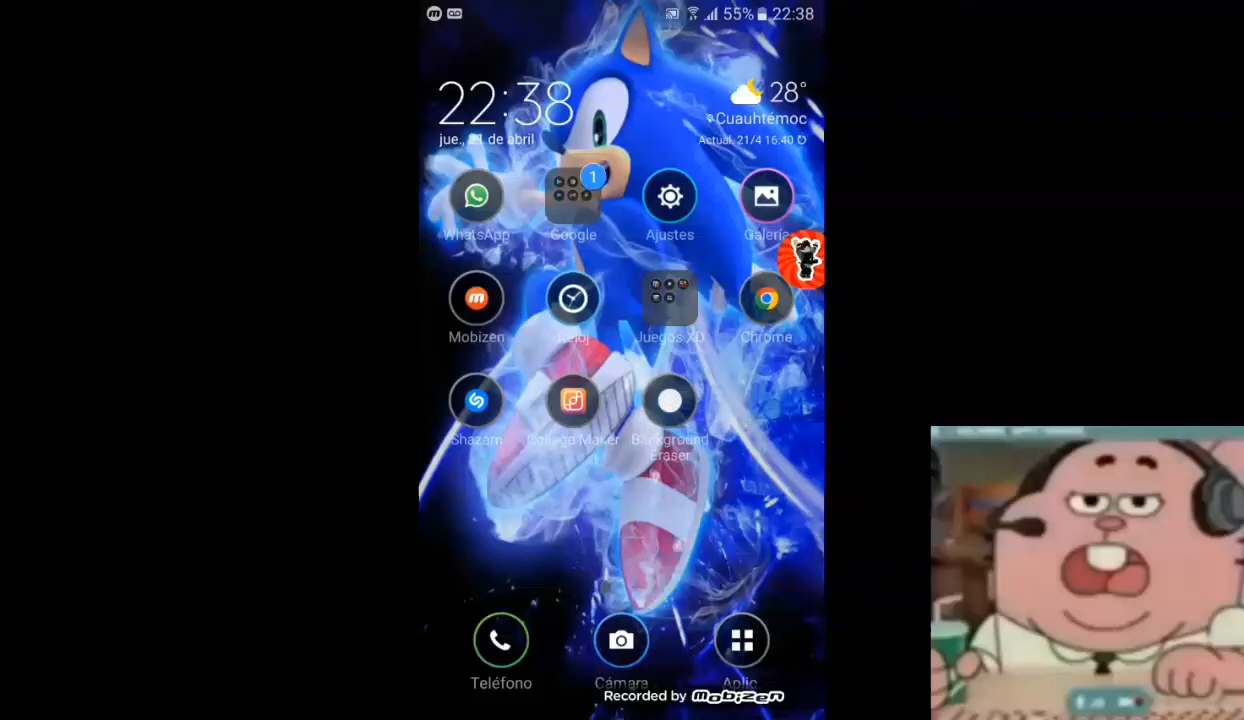 55% 22:38
22:38
28°
Cuauhtémoc
jue., 21 de abril
Actual. 21/4 16:40
1
WhatsApp
Google
Ajustes
Galería
Mobizen
Reloj
Juegos XD
Chrome
Shazam
Collage Maker
Background
Eraser
Teléfono
Cámara
Aplic.
Recorded by Mobizen